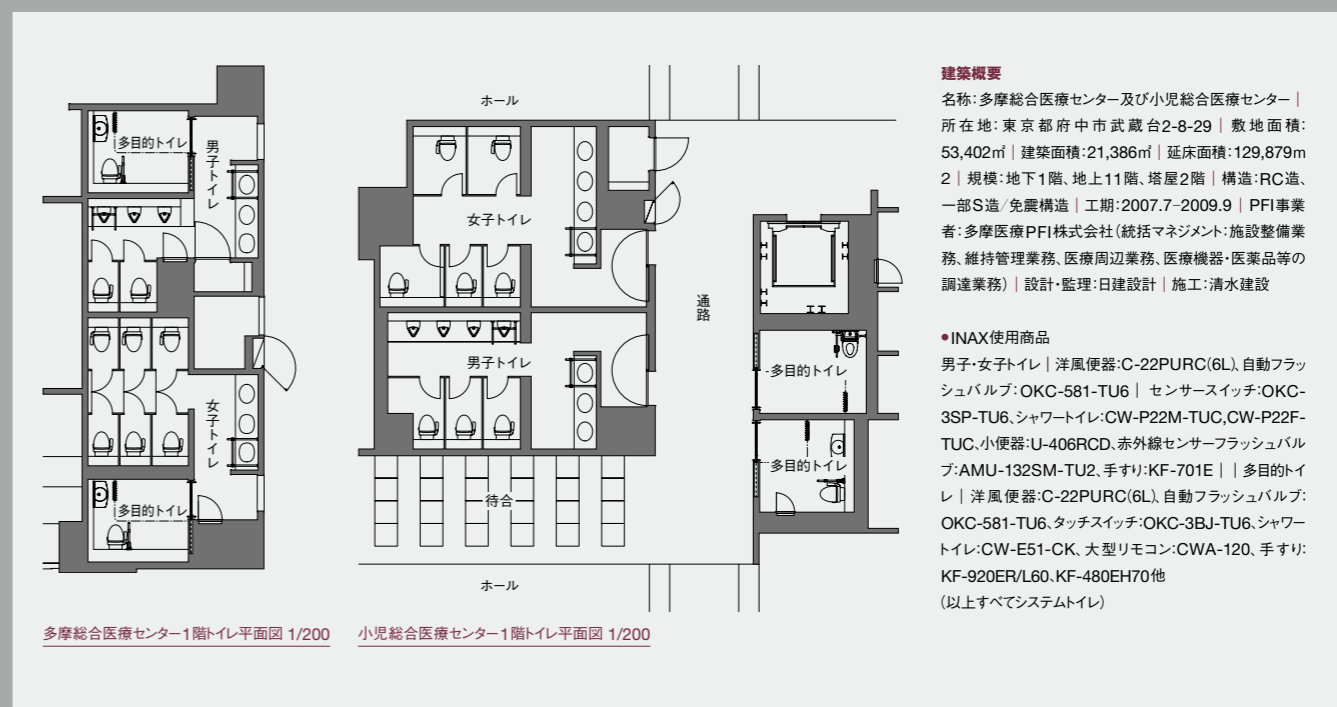 多目的トイレ
男子トイレ
女子トイレ
多目的トイレ
多摩総合医療センター1階トイレ平面図 1/200
ホール
女子トイレ
男子トイレ
通路
多目的トイレ
多目的トイレ
待合
ホール
小児総合医療センター1階トイレ平面図 1/200
建築概要
名称:多摩総合医療センター及び小児総合医療センター|
所在地:東京都府中市武蔵台2-8-29|敷地面積:
53,402㎡|建築面積:21,386㎡|延床面積:129,879m
2|規模:地下1階、地上11階、塔屋2階|構造:RC造、
一部S造/免震構造|工期:2007.7-2009.9|PFI事業
者:多摩医療PFI株式会社(統括マネジメント:施設整備業
務、維持管理業務、医療周辺業務、医療機器・医薬品等の
調達業務)|設計・監理:日建設計|施工:清水建設
●INAX使用商品
男子・女子トイレ|洋風便器:C-22PURC(6L)、自動フラッ
シュバルブ:OKC-581-TU6|センサースイッチ:OKC-
3SP-TU6、シャワートイレ:CW-P22M-TUC,CW-P22F-
TUC、小便器:U-406RCD、赤外線センサーフラッシュバル
ブ:AMU-132SM-TU2、手すり:KF-701E||多目的トイ
レ|洋風便器:C-22PURC(6L)、自動フラッシュバルブ:
OKC-581-TU6、タッチスイッチ:OKC-3BJ-TU6、シャワー
トイレ:CW-E51-CK、大型リモコン:CWA-120、手すり:
KF-920ER/L60、KF-480EH70他
(以上すべてシステムトイレ)